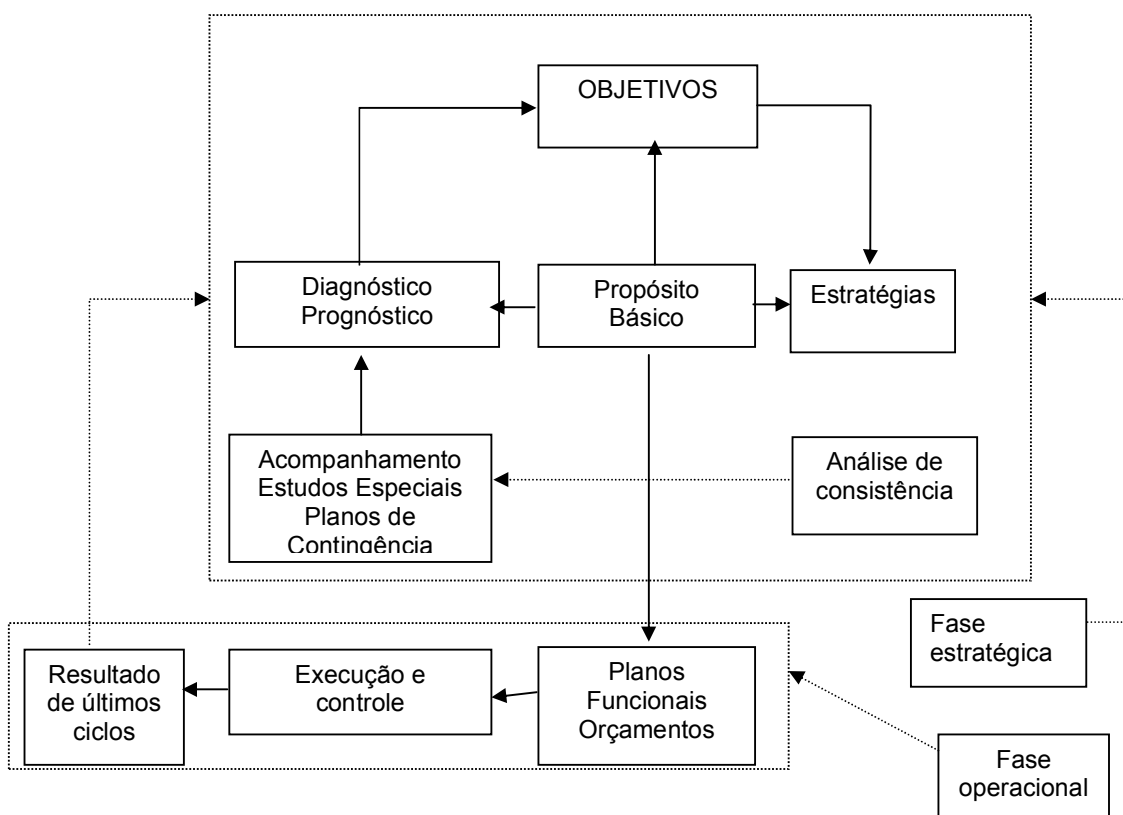 OBJETIVOS
Diagnóstico
Prognóstico
Propósito
Básico
Estratégias
Acompanhamento
Estudos Especiais
Planos de
Contingência
Análise de
consistência
Fase
estratégica
Resultado
de últimos
ciclos
Execução e
controle
Planos
Funcionais
Orçamentos
Fase
operacional